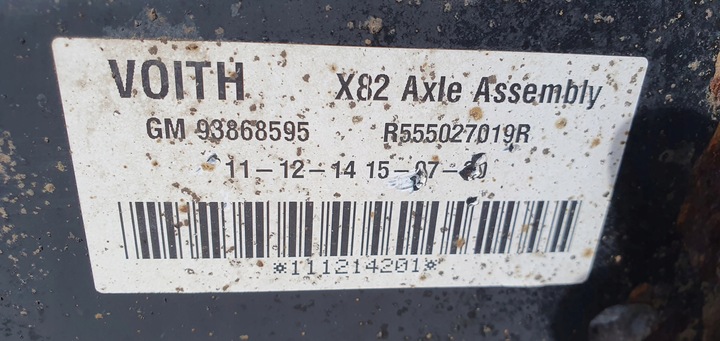 VOITH X82 Axle Assembly
GM 93868595 R555027019R
11-12-14
*111214201*